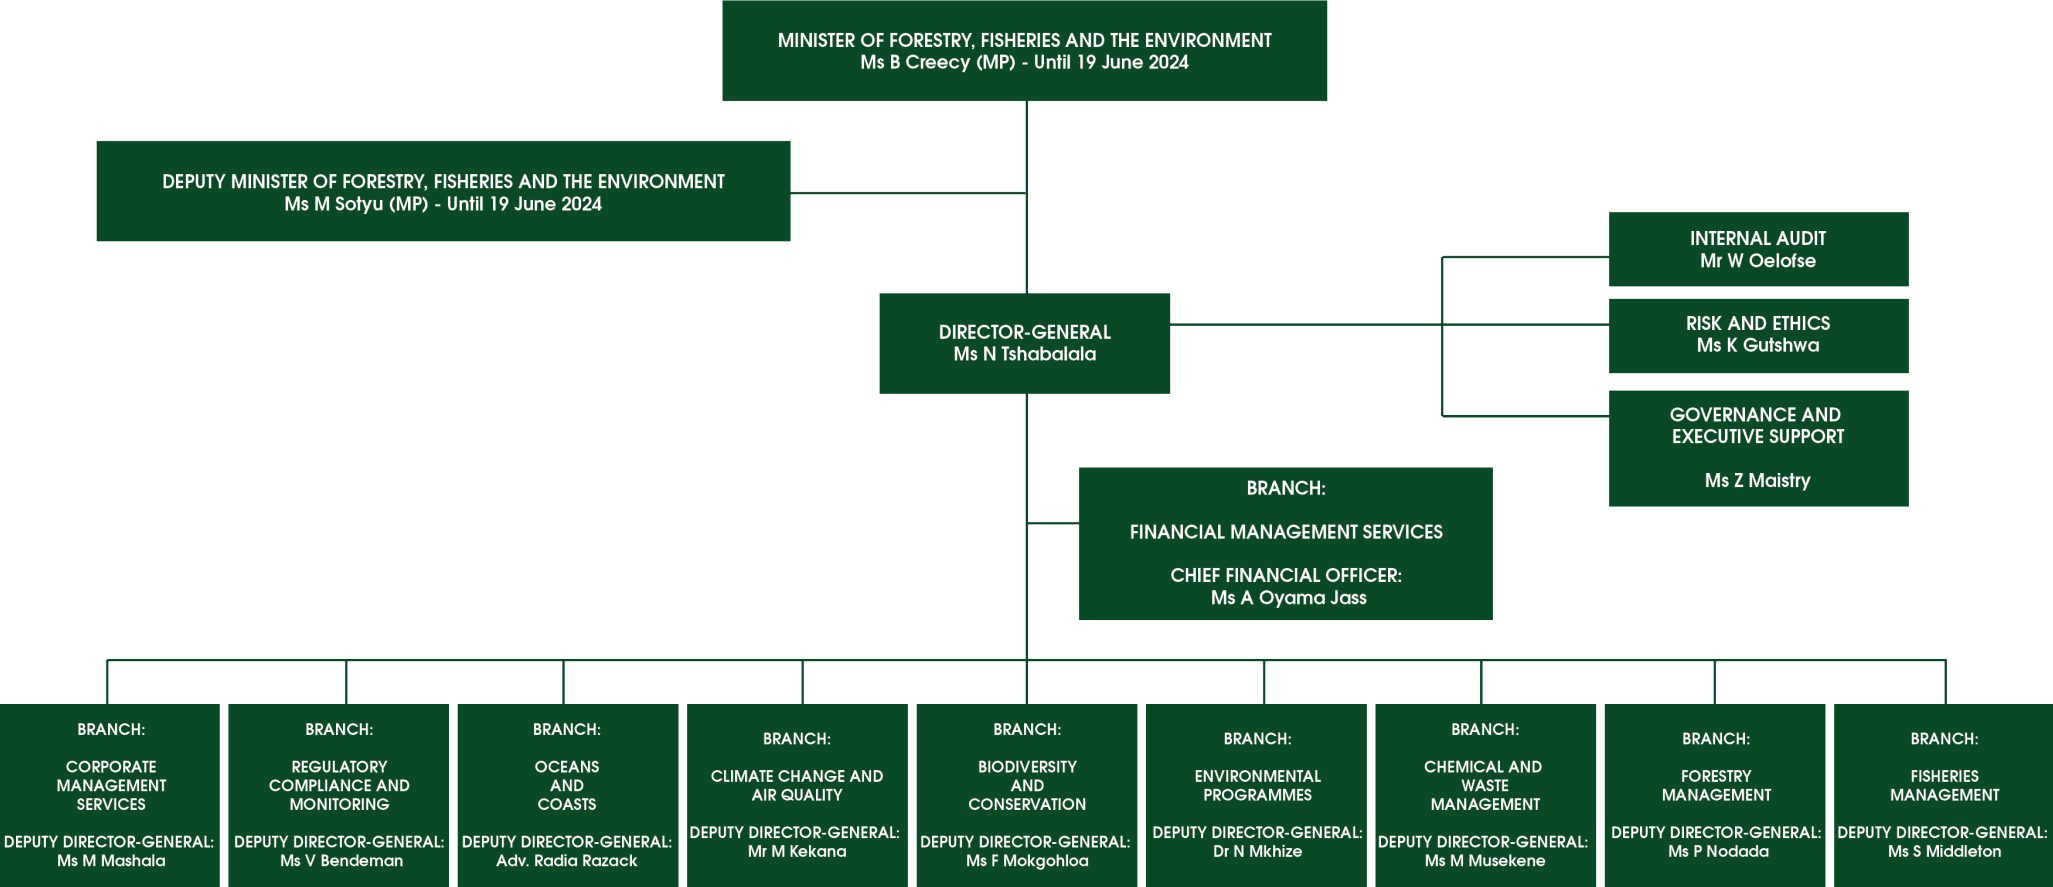 MINISTER OF FORESTRY, FISHERIES AND THE ENVIRONMENT
Ms B Creecy (MP) - Until 19 June 2024
DEPUTY MINISTER OF FORESTRY, FISHERIES AND THE ENVIRONMENT
Ms M Sotyu (MP) - Until 19 June 2024
INTERNAL AUDIT
Mr W Oelofse
DIRECTOR-GENERAL
Ms N Tshabalala
RISK AND ETHICS
Ms K Gutshwa
GOVERNANCE AND
EXECUTIVE SUPPORT
Ms Z Maistry
BRANCH:
FINANCIAL MANAGEMENT SERVICES
CHIEF FINANCIAL OFFICER:
Ms A Oyama Jass
BRANCH:
CORPORATE
MANAGEMENT
SERVICES
DEPUTY DIRECTOR-GENERAL:
Ms M Mashala
BRANCH:
REGULATORY
COMPLIANCE AND
MONITORING
DEPUTY DIRECTOR-GENERAL:
Ms V Bendeman
BRANCH:
OCEANS
AND
COASTS
DEPUTY DIRECTOR-GENERAL:
Adv. Radia Razack
BRANCH:
CLIMATE CHANGE AND
AIR QUALITY
DEPUTY DIRECTOR-GENERAL:
Mr M Kekana
BRANCH:
BIODIVERSITY
AND
CONSERVATION
DEPUTY DIRECTOR-GENERAL:
Ms F Mokgohloa
BRANCH:
ENVIRONMENTAL
PROGRAMMES
DEPUTY DIRECTOR-GENERAL:
Dr N Mkhize
BRANCH:
CHEMICAL AND
WASTE
MANAGEMENT
DEPUTY DIRECTOR-GENERAL:
Ms M Musekene
BRANCH:
FORESTRY
MANAGEMENT
DEPUTY DIRECTOR-GENERAL:
Ms P Nodada
BRANCH:
FISHERIES
MANAGEMENT
DEPUTY DIRECTOR-GENERAL:
Ms S Middleton